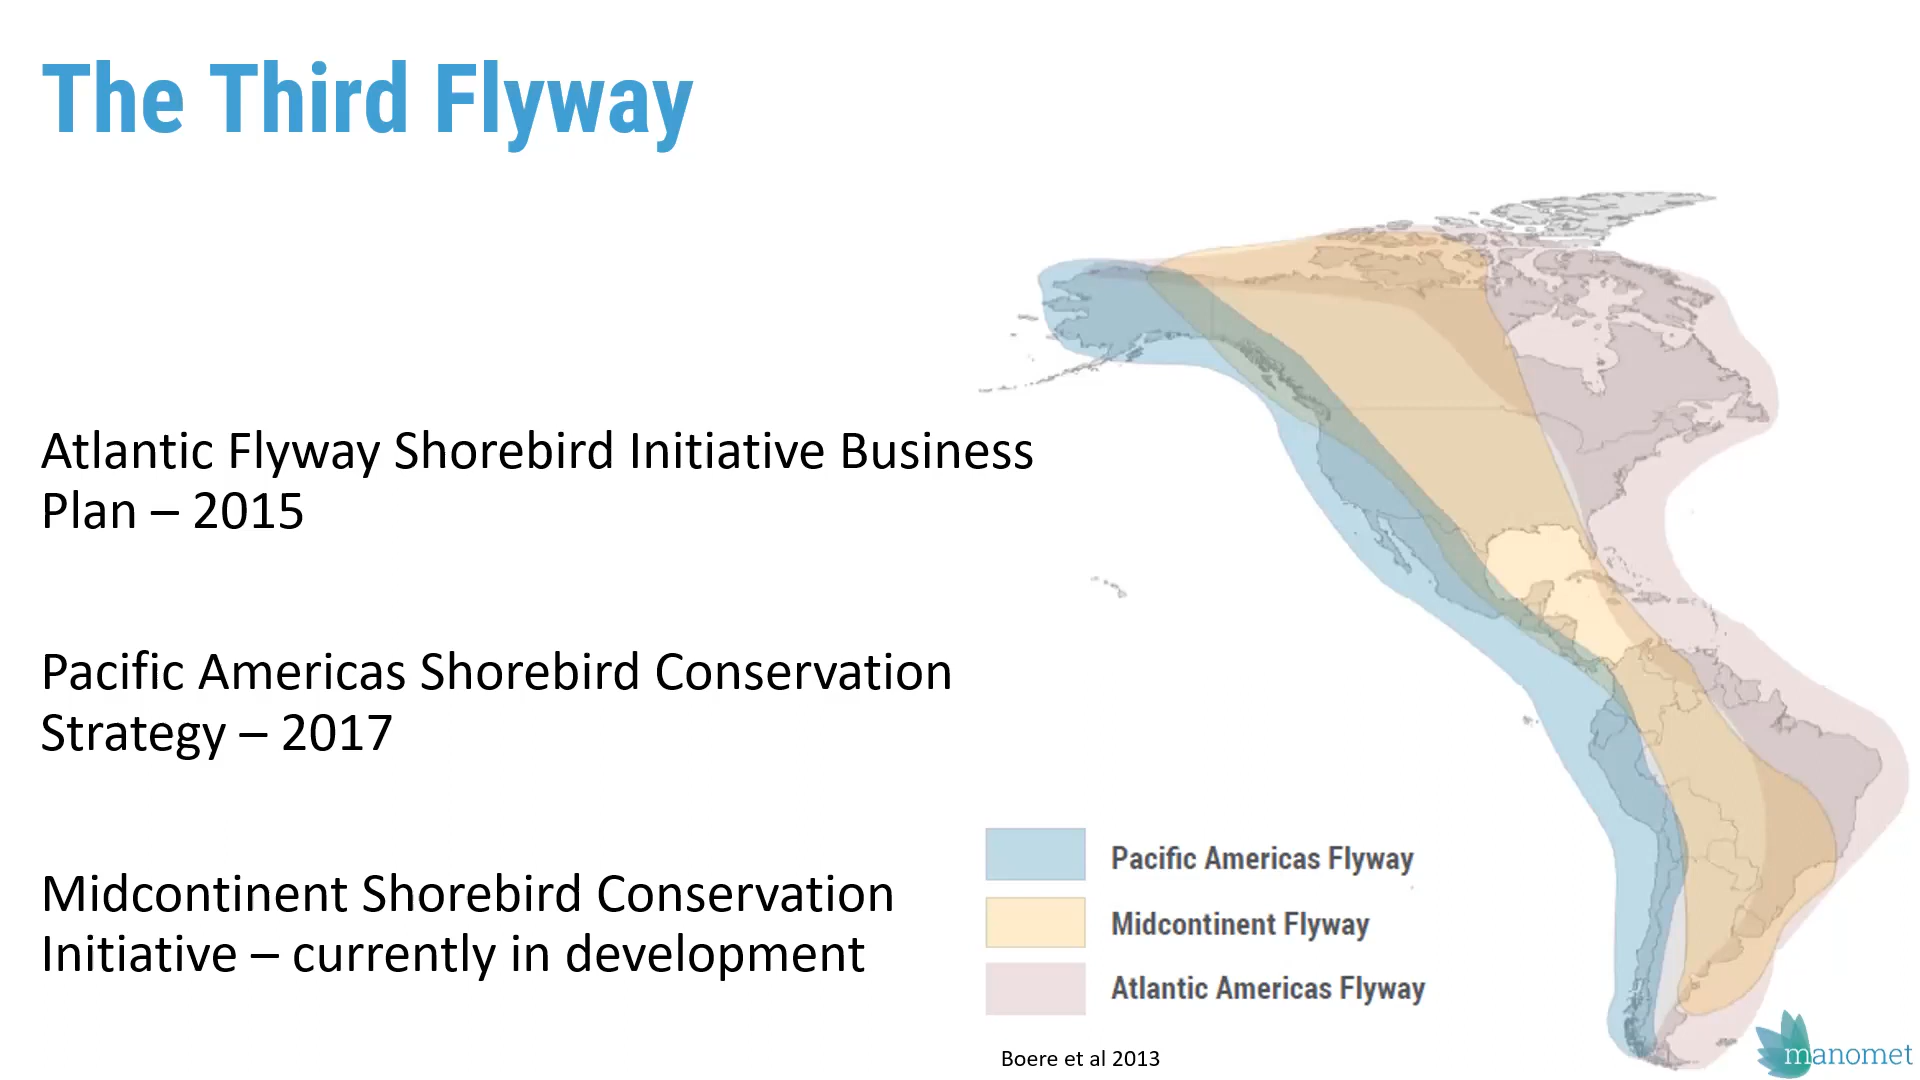 The Third Flyway
Atlantic Flyway Shorebird Initiative Business
Plan – 2015
Pacific Americas Shorebird Conservation
Strategy – 2017
Midcontinent Shorebird Conservation
Initiative – currently in development
Pacific Americas Flyway
Midcontinent Flyway
Atlantic Americas Flyway
Boere et al 2013
manomet